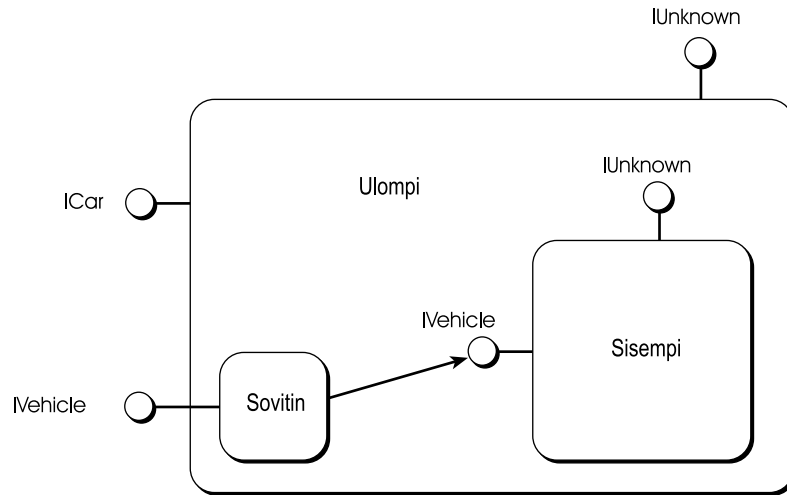 IUnknown
IUnknown
Ulompi
ICar
IVehicle
Sisempi
Sovitin
IVehicle